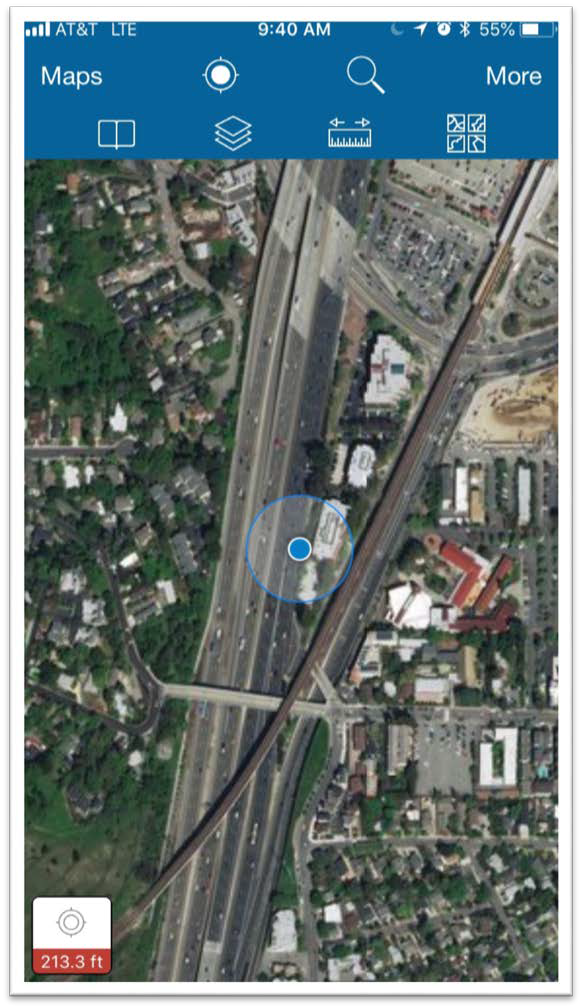 AT&T LTE 9:40 AM 55%
Maps More
213.3 ft